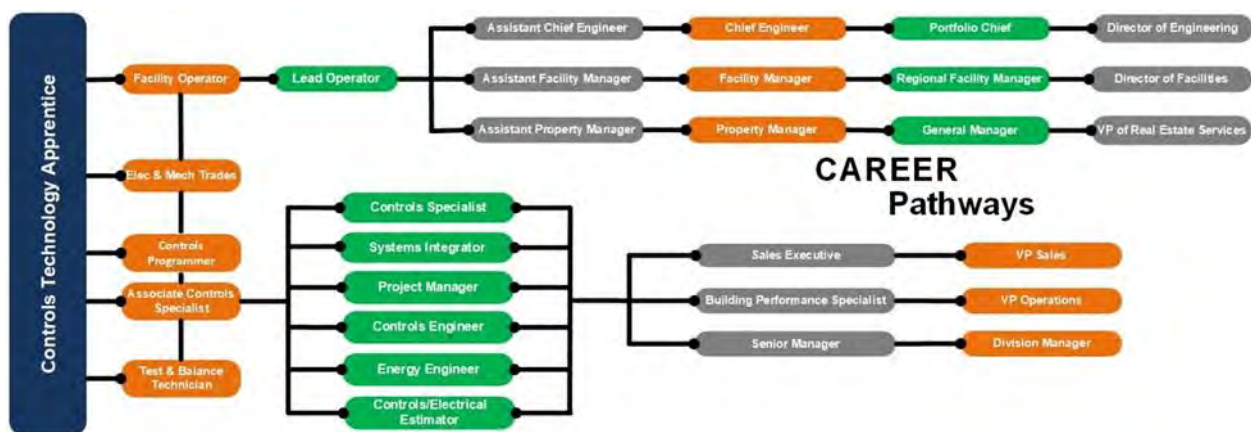 Controls Technology Apprentice
Facility Operator
Lead Operator
Assistant Chief Engineer
Chief Engineer
Portfolio Chief
Director of Engineering
Assistant Facility Manager
Facility Manager
Regional Facility Manager
Director of Facilities
Assistant Property Manager
Property Manager
General Manager
VP of Real Estate Services
CAREER
Pathways
Elec & Mech Trades
Controls
Programmer
Associate Controls
Specialist
Test & Balance
Technician
Controls Specialist
Systems Integrator
Project Manager
Controls Engineer
Energy Engineer
Controls/Electrical
Estimator
Sales Executive
VP Sales
Building Performance Specialist
VP Operations
Senior Manager
Division Manager